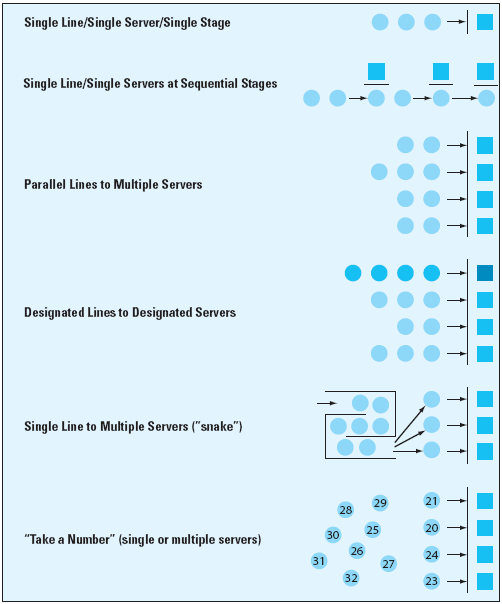 Single Line/Single Server/Single Stage
Single Line/Single Servers at Sequential Stages
Parallel Lines to Multiple Servers
Designated Lines to Designated Servers
Single Line to Multiple Servers ("snake")
"Take a Number" (single or multiple servers)
28
29
21
30
25
20
31
26
27
24
32
23